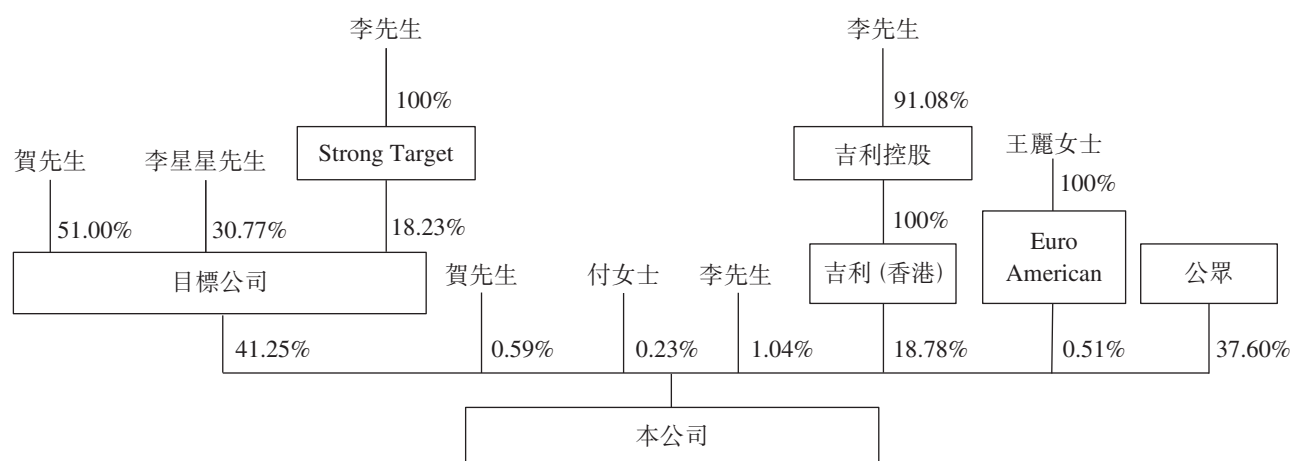 李先生
李先生
100%
91.08%
Strong Target
吉利控股
賀先生
李星星先生
王麗女士
100%
51.00%
30.77%
18.23%
100%
Euro
American
目標公司
賀先生
付女士
李先生
吉利（香港）
公眾
41.25%
0.59%
0.23%
1.04%
18.78%
0.51%
37.60%
本公司